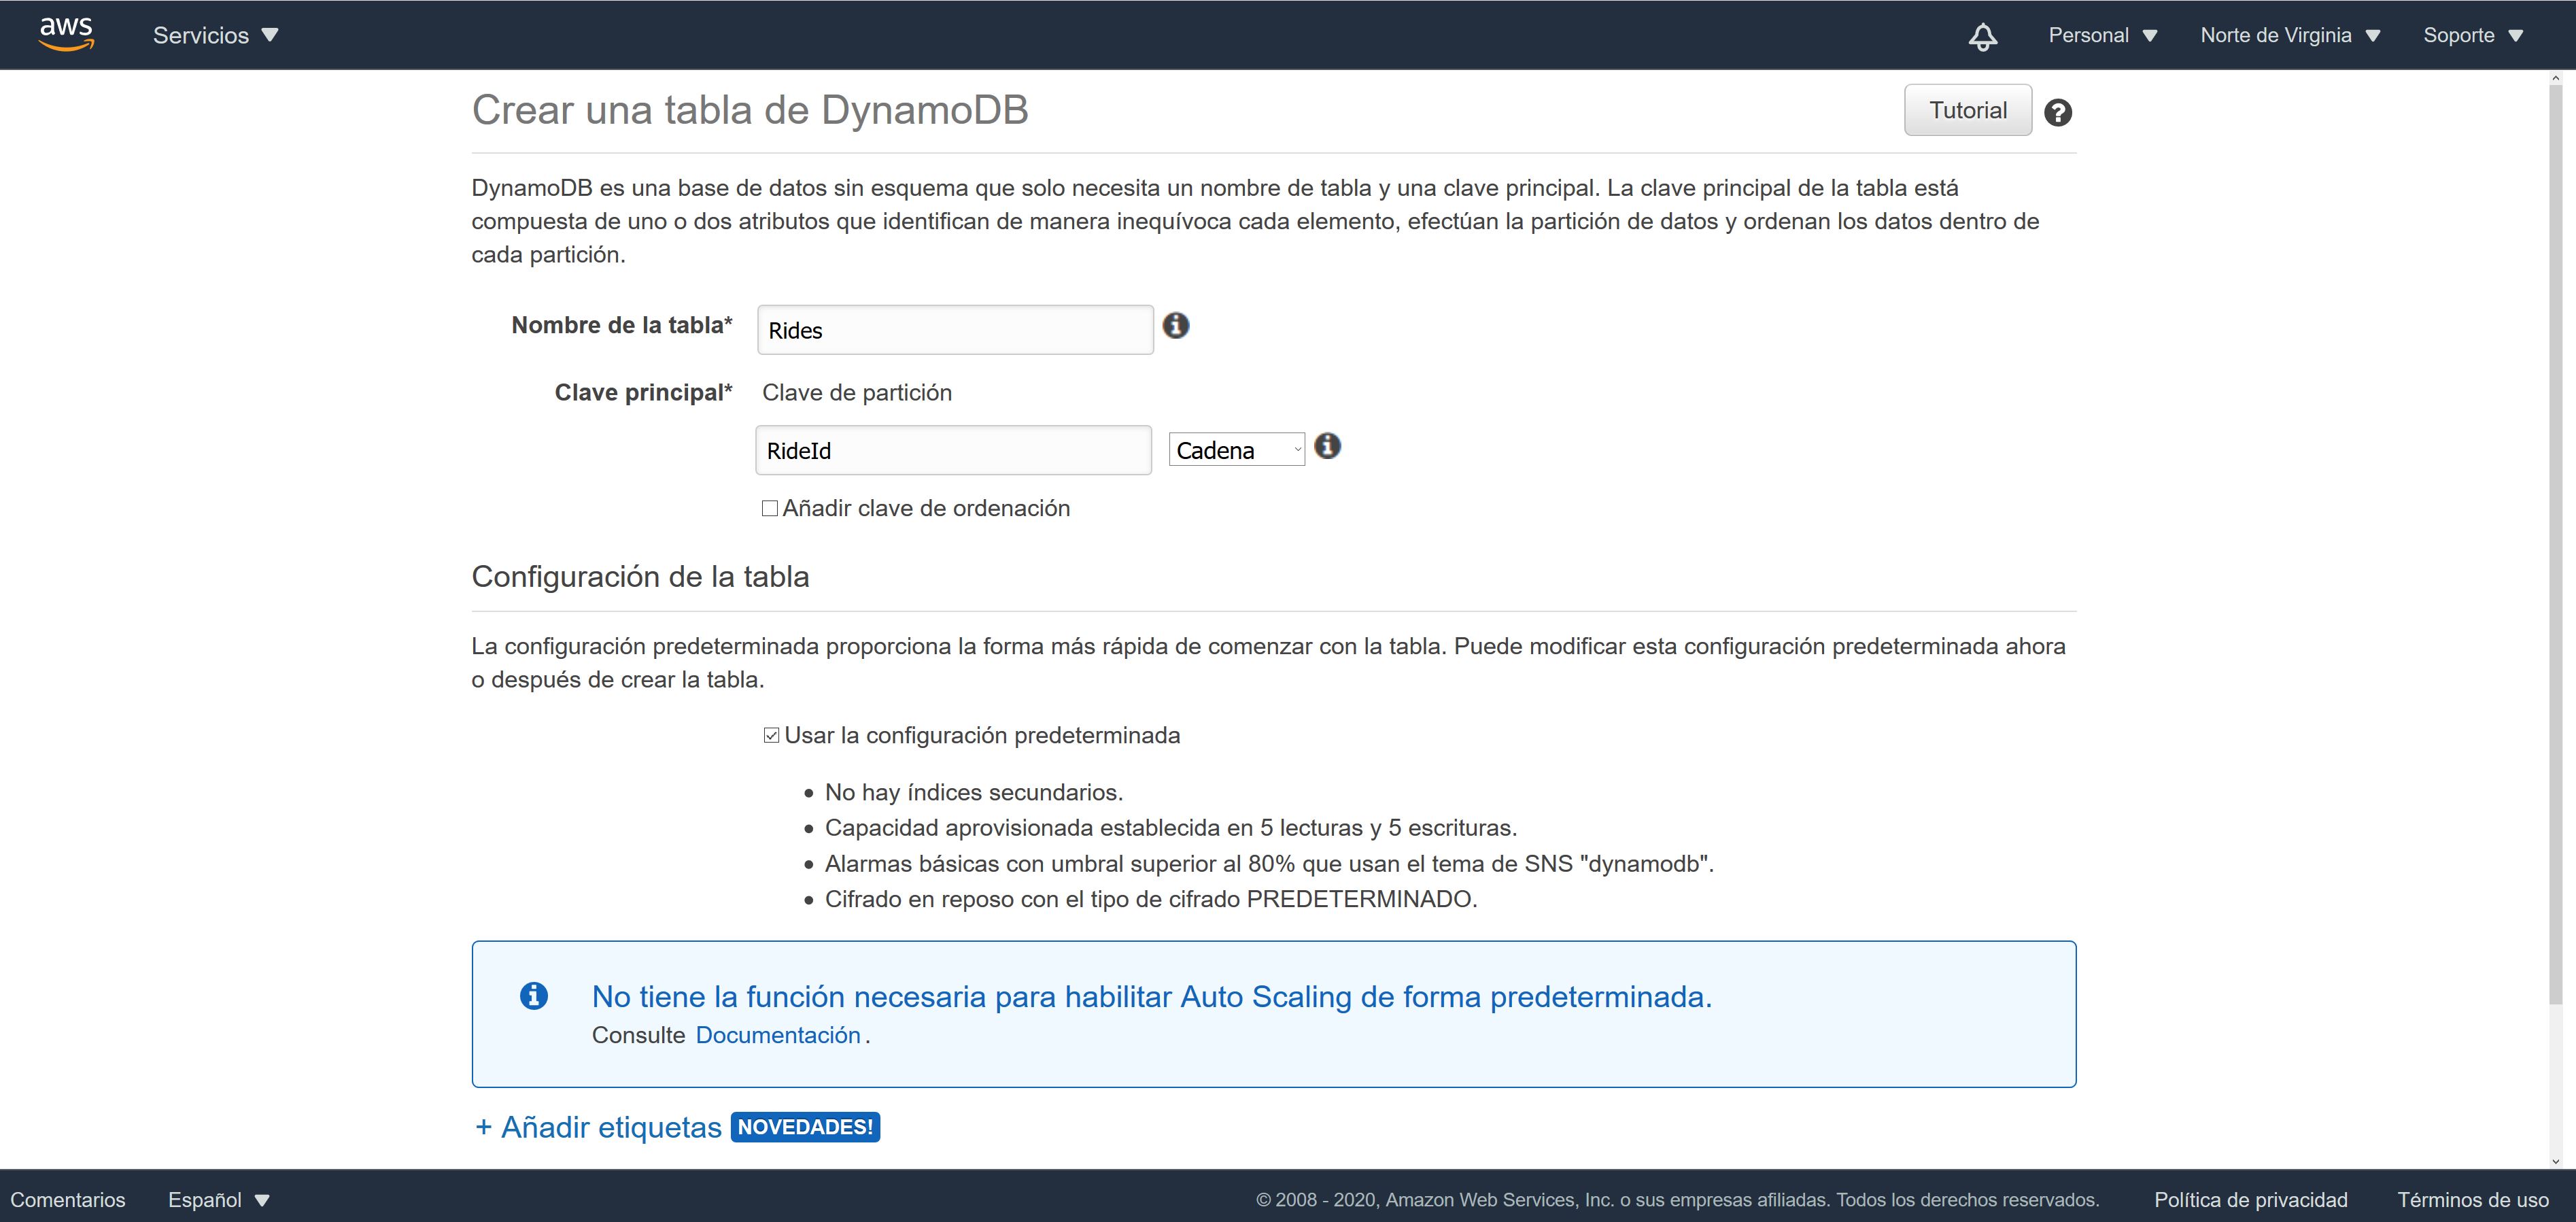 aws
Servicios
Personal
Norte de Virginia
Soporte
Crear una tabla de DynamoDB
Tutorial
DynamoDB es una base de datos sin esquema que solo necesita un nombre de tabla y una clave principal. La clave principal de la tabla está
compuesta de uno o dos atributos que identifican de manera inequívoca cada elemento, efectúan la partición de datos y ordenan los datos dentro de
cada partición.
Nombre de la tabla*
Rides
Clave principal*
Clave de partición
RideId
Cadena
Añadir clave de ordenación
Configuración de la tabla
La configuración predeterminada proporciona la forma más rápida de comenzar con la tabla. Puede modificar esta configuración predeterminada ahora
o después de crear la tabla.
Usar la configuración predeterminada
• No hay índices secundarios.
• Capacidad aprovisionada establecida en 5 lecturas y 5 escrituras.
• Alarmas básicas con umbral superior al 80% que usan el tema de SNS "dynamodb".
• Cifrado en reposo con el tipo de cifrado PREDETERMINADO.
No tiene la función necesaria para habilitar Auto Scaling de forma predeterminada.
Consulte Documentación.
+ Añadir etiquetas NOVEDADES!
Comentarios
Español
© 2008 - 2020, Amazon Web Services, Inc. o sus empresas afiliadas. Todos los derechos reservados.
Política de privacidad
Términos de uso